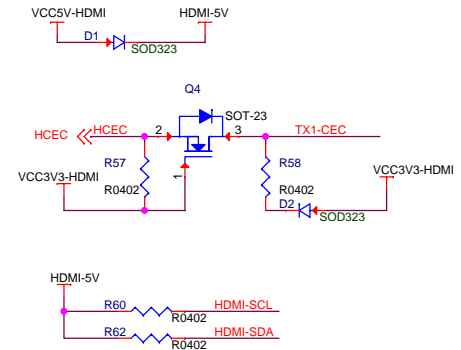 VCC5V-HDMI HDMI-5V
D1
SOD323
Q4
SOT-23
HCEC HCEC 2 3 TX1-CEC
R57 R58
VCC3V3-HDMI 1 VCC3V3-HDMI
R0402 R0402
D2
SOD323
HDMI-5V
R60 HDMI-SCL
R0402
R62 HDMI-SDA
R0402